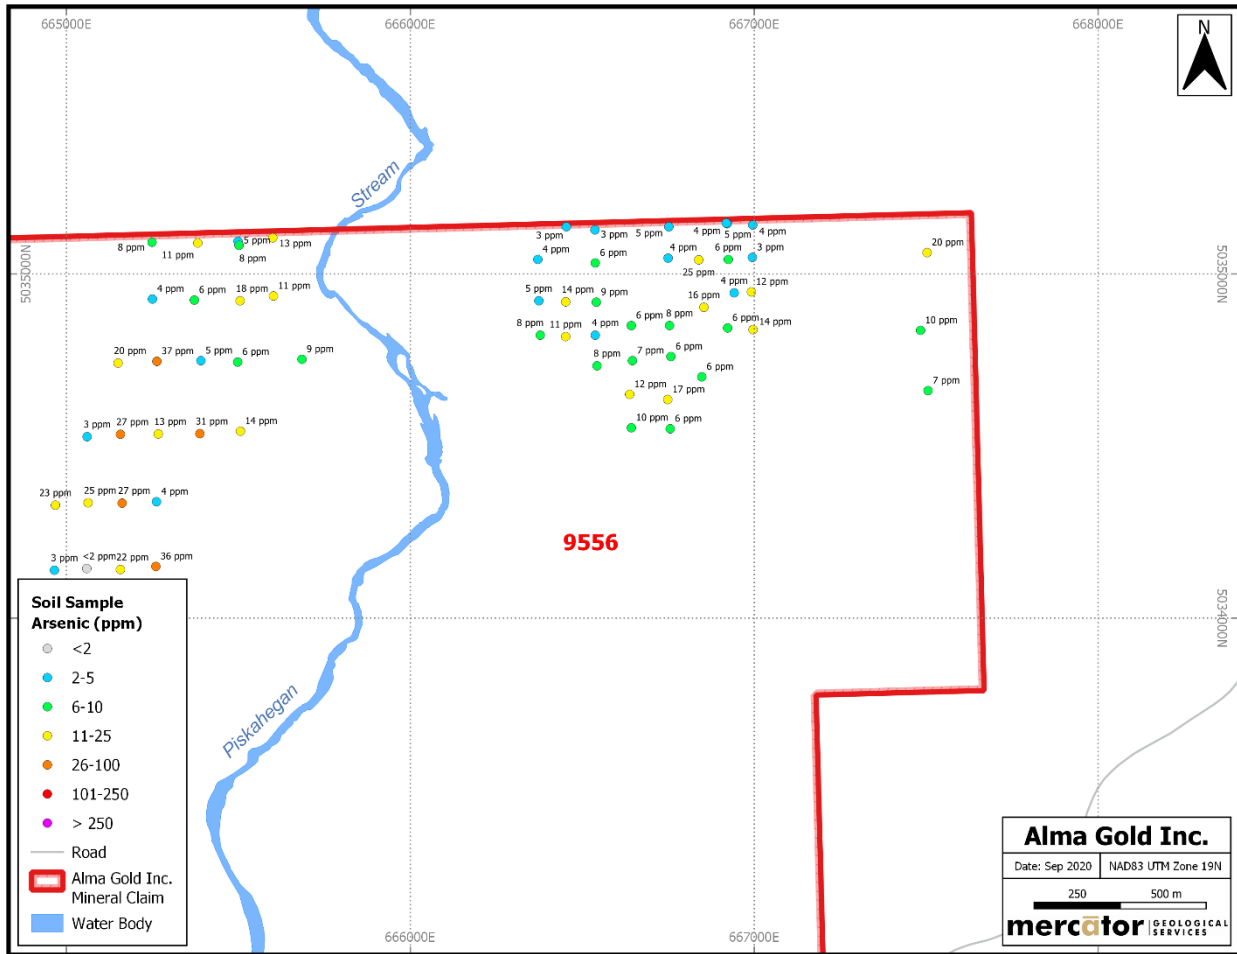 665000E
666000E
667000E
668000E
N
Stream
5035000N
5035000N
8 ppm
11 ppm
5 ppm
8 ppm
13 ppm
3 ppm
3 ppm
5 ppm
4 ppm
5 ppm
4 ppm
20 ppm
4 ppm
6 ppm
4 ppm
25 ppm
6 ppm
3 ppm
4 ppm
6 ppm
18 ppm
11 ppm
5 ppm
14 ppm
9 ppm
16 ppm
4 ppm
12 ppm
8 ppm
11 ppm
4 ppm
6 ppm
8 ppm
6 ppm
14 ppm
10 ppm
20 ppm
37 ppm
5 ppm
6 ppm
9 ppm
8 ppm
7 ppm
6 ppm
6 ppm
7 ppm
12 ppm
17 ppm
3 ppm
27 ppm
13 ppm
31 ppm
14 ppm
10 ppm
6 ppm
23 ppm
25 ppm
27 ppm
4 ppm
3 ppm
<2 ppm
22 ppm
36 ppm
9556
5034000N
Piskahegan
Soil Sample
Arsenic (ppm)
<2
2-5
6-10
11-25
26-100
101-250
> 250
Road
Alma Gold Inc.
Mineral Claim
Water Body
Alma Gold Inc.
Date: Sep 2020
NAD83 UTM Zone 19N
250
500 m
mercātor GEOLOGICAL
SERVICES
666000E
667000E